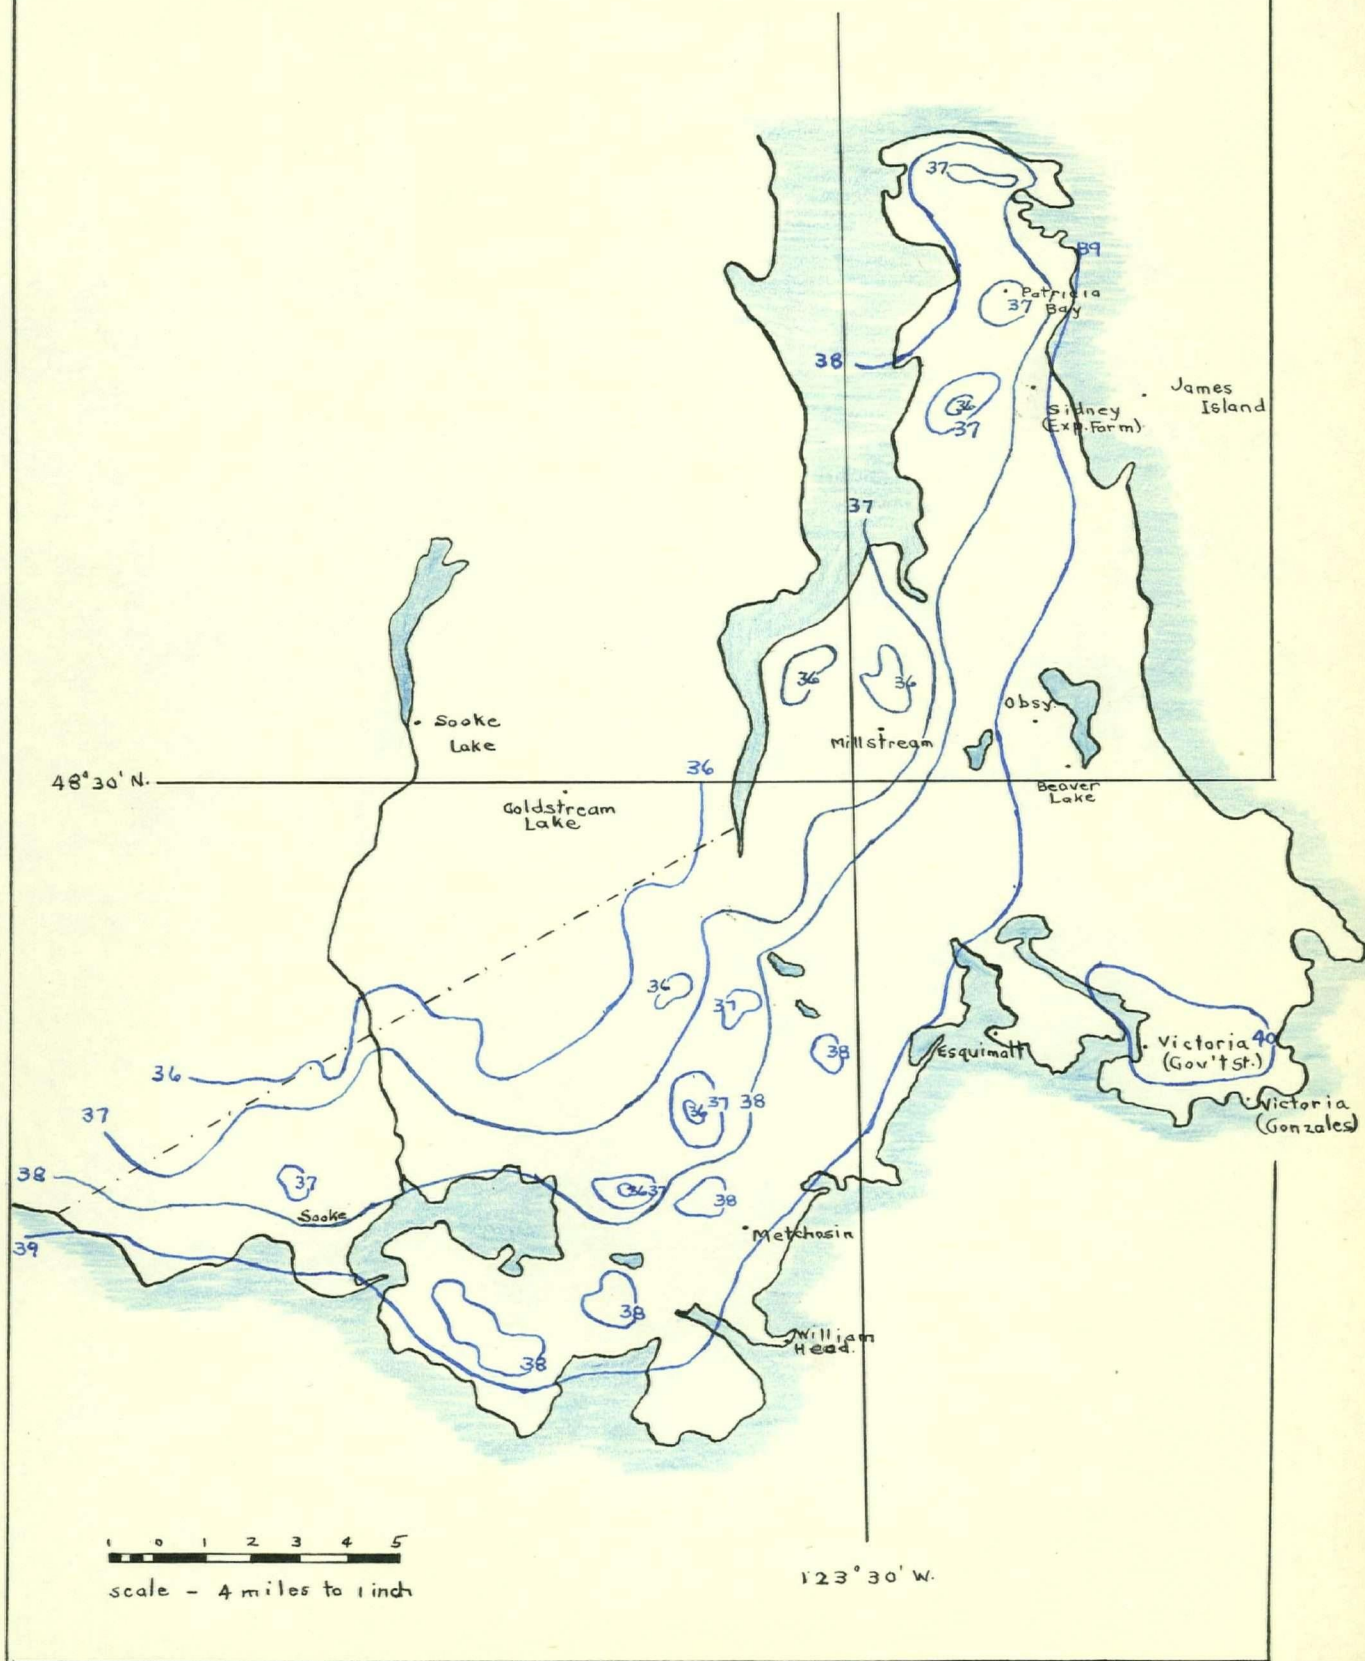 37
39
Patricia
37 Bay
38
James
Island
36
37
Sidney
(Exp. Farm)
37
36
36
Obsy.
Sooke
Lake
Millstream
36
48°30' N.
Beaver
Lake
Goldstream
Lake
36
37
38
Esquimalt
Victoria
(Gov't St.)
40
36
37
36
37
38
Victoria
(Gonzales)
38
37
36 37
38
Sooke
Metchosin
39
38
William
Head.
38
1 0 1 2 3 4 5
scale - 4 miles to 1 inch
123°30' W.